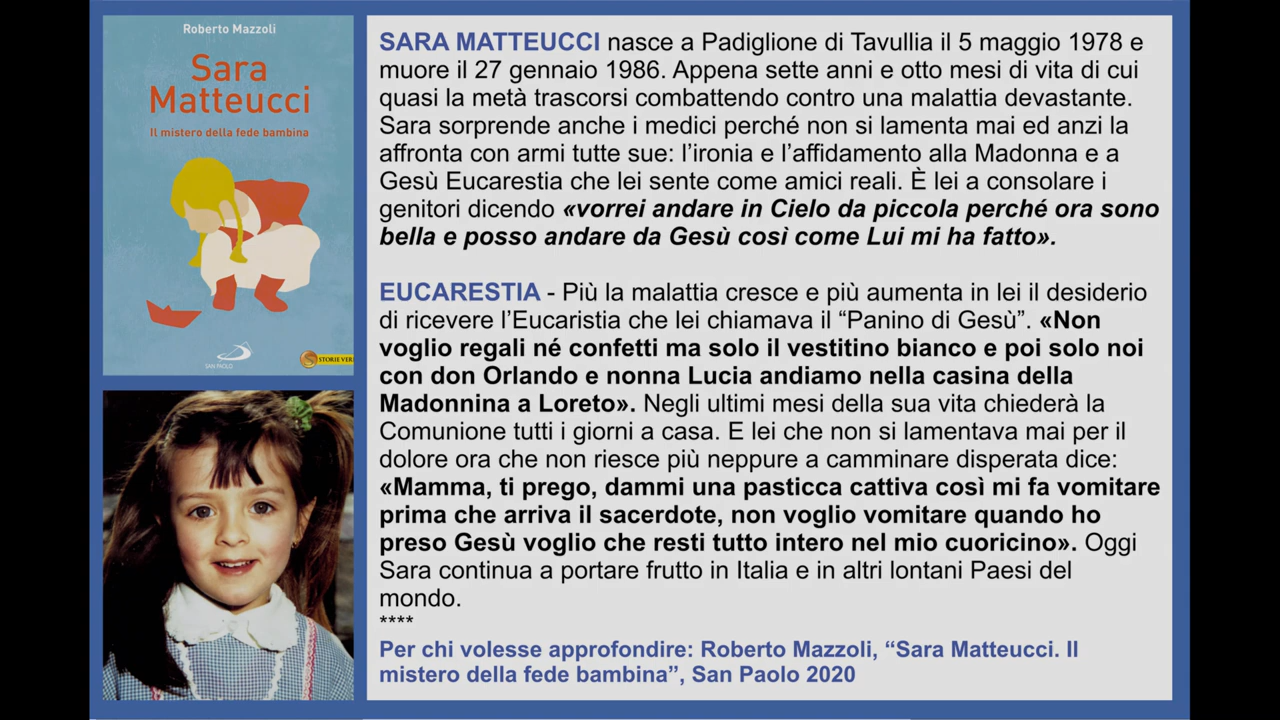 Roberto Mazzoli
Sara
Matteucci
Il mistero della fede bambina
SAN PAOLO
STORIE VERE
SARA MATTEUCCI nasce a Padiglione di Tavullia il 5 maggio 1978 e
muore il 27 gennaio 1986. Appena sette anni e otto mesi di vita di cui
quasi la metà trascorsi combattendo contro una malattia devastante.
Sara sorprende anche i medici perché non si lamenta mai ed anzi la
affronta con armi tutte sue: l’ironia e l’affidamento alla Madonna e a
Gesù Eucarestia che lei sente come amici reali. È lei a consolare i
genitori dicendo «vorrei andare in Cielo da piccola perché ora sono
bella e posso andare da Gesù così come Lui mi ha fatto».
EUCARESTIA - Più la malattia cresce e più aumenta in lei il desiderio
di ricevere l’Eucaristia che lei chiamava il “Panino di Gesù”. «Non
voglio regali né confetti ma solo il vestitino bianco e poi solo noi
con don Orlando e nonna Lucia andiamo nella casina della
Madonnina a Loreto». Negli ultimi mesi della sua vita chiederà la
Comunione tutti i giorni a casa. E lei che non si lamentava mai per il
dolore ora che non riesce più neppure a camminare disperata dice:
«Mamma, ti prego, dammi una pasticca cattiva così mi fa vomitare
prima che arriva il sacerdote, non voglio vomitare quando ho
preso Gesù voglio che resti tutto intero nel mio cuoricino». Oggi
Sara continua a portare frutto in Italia e in altri lontani Paesi del
mondo.
****
Per chi volesse approfondire: Roberto Mazzoli, “Sara Matteucci. Il
mistero della fede bambina”, San Paolo 2020